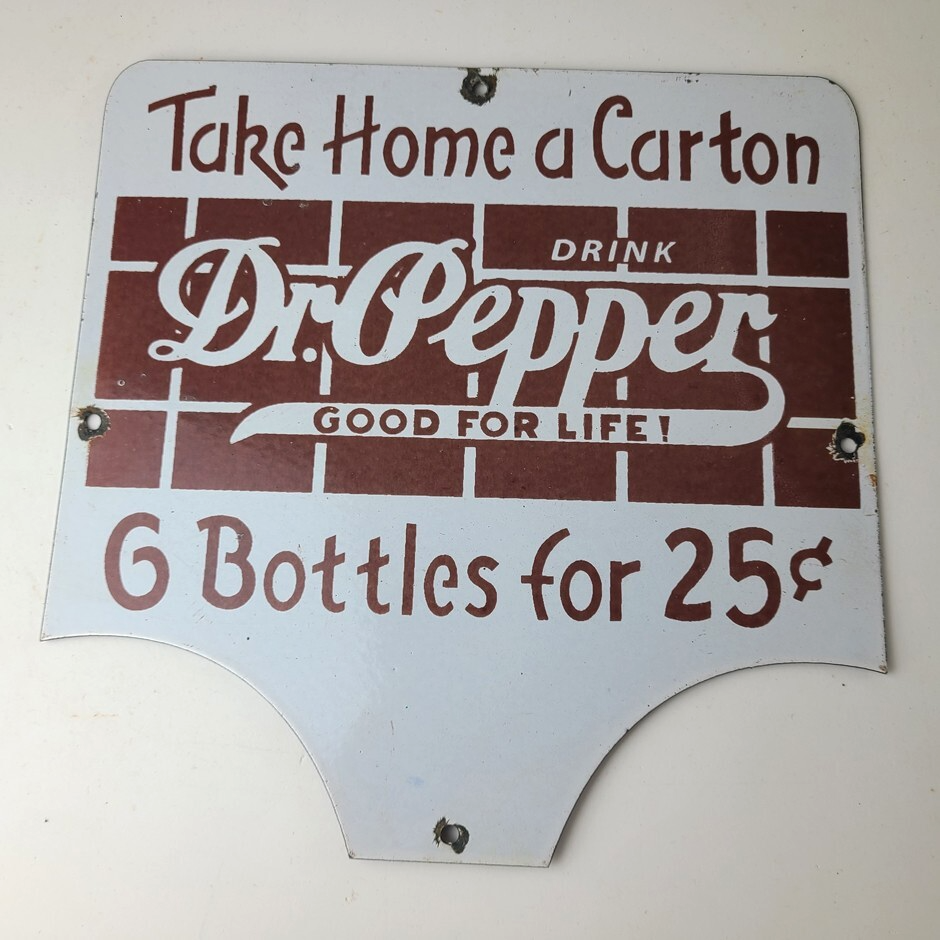 Take Home a Carton
DRINK
Dr. Pepper
GOOD FOR LIFE!
6 Bottles for 25¢